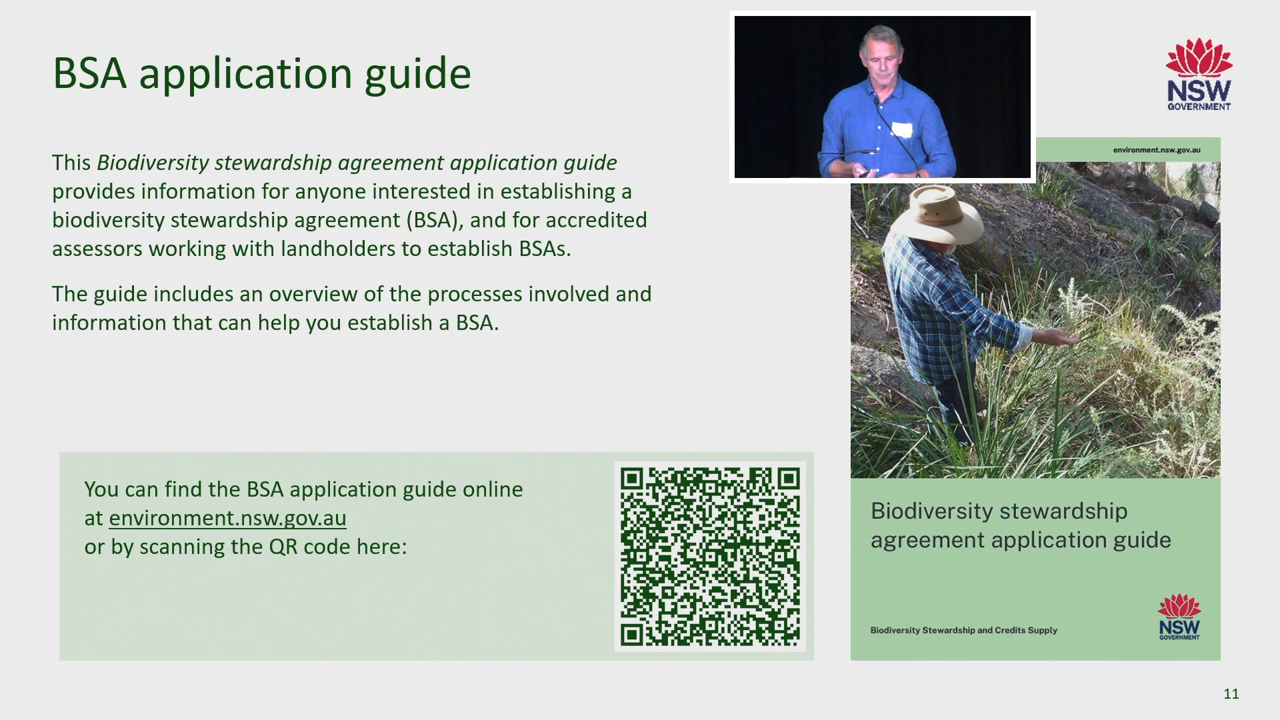 BSA application guide
NSW
GOVERNMENT
This Biodiversity stewardship agreement application guide
provides information for anyone interested in establishing a
biodiversity stewardship agreement (BSA), and for accredited
assessors working with landholders to establish BSAs.
The guide includes an overview of the processes involved and
information that can help you establish a BSA.
You can find the BSA application guide online
at environment.nsw.gov.au
or by scanning the QR code here:
environment.nsw.gov.au
Biodiversity stewardship
agreement application guide
Biodiversity Stewardship and Credits Supply
NSW
GOVERNMENT
11